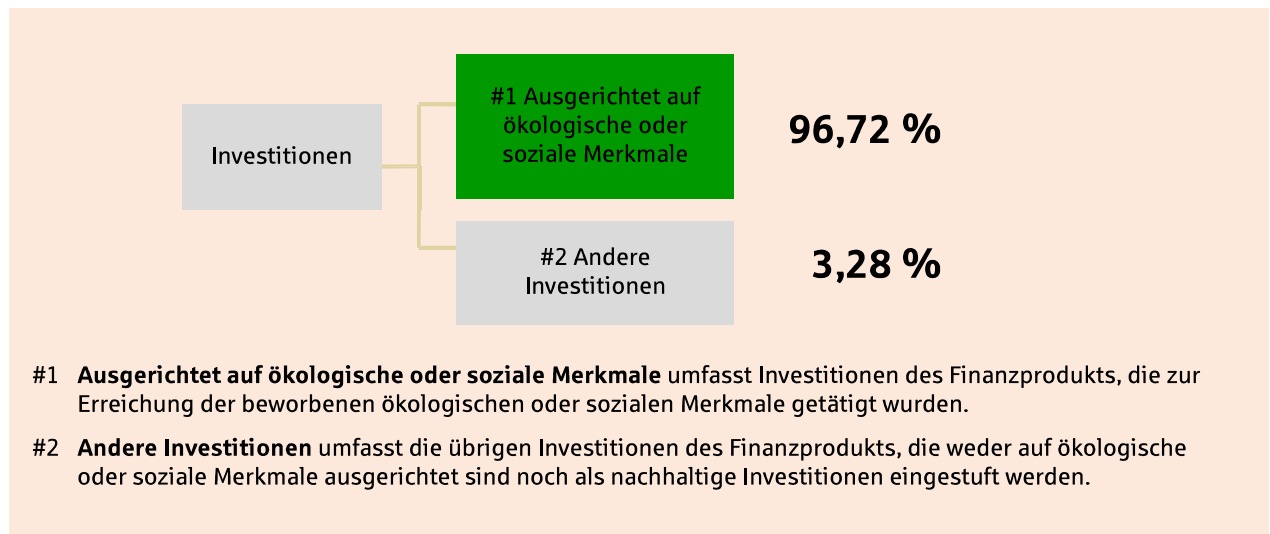 #1 Ausgerichtet auf
ökologische oder
soziale Merkmale
96,72 %
Investitionen
#2 Andere
Investitionen
3,28 %
#1 Ausgerichtet auf ökologische oder soziale Merkmale umfasst Investitionen des Finanzprodukts, die zur
Erreichung der beworbenen ökologischen oder sozialen Merkmale getätigt wurden.
#2 Andere Investitionen umfasst die übrigen Investitionen des Finanzprodukts, die weder auf ökologische
oder soziale Merkmale ausgerichtet sind noch als nachhaltige Investitionen eingestuft werden.